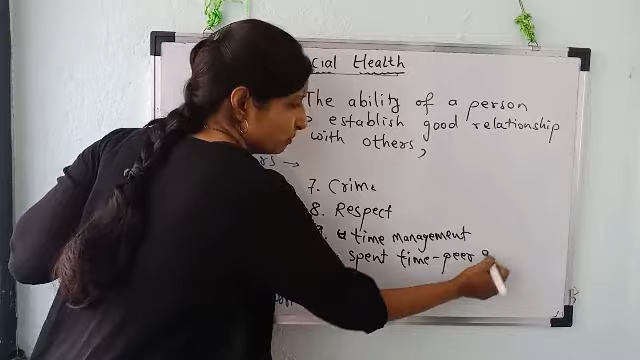 cial Health
The ability of a person
establish good relationship
with others,
7. Crime
8. Respect
9. time management
spent time-peer